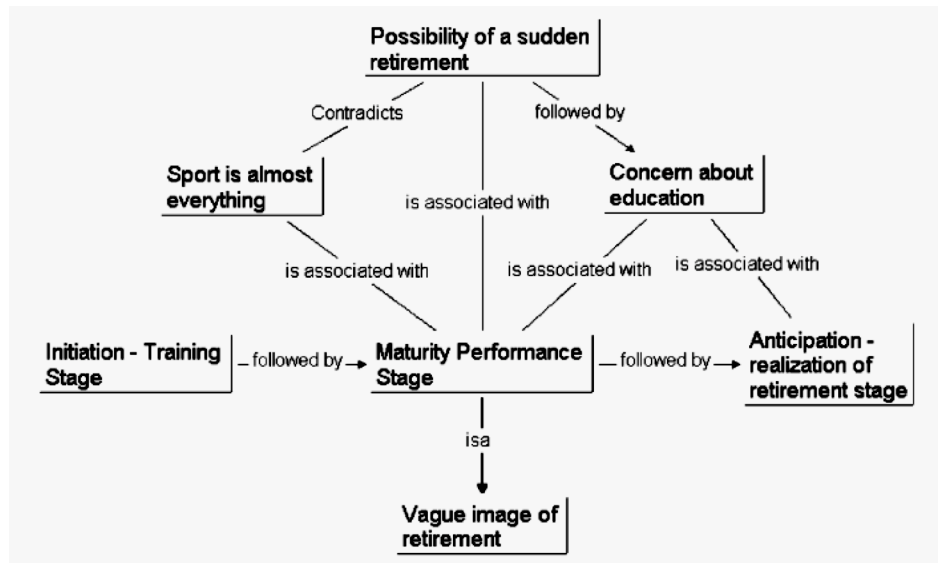 Possibility of a sudden
retirement
Contradicts
followed by
Sport is almost
everything
Concern about
education
is associated with
is associated with
is associated with
is associated with
Initiation - Training
Stage
followed by
Maturity Performance
Stage
followed by
Anticipation -
realization of
retirement stage
isa
Vague image of
retirement